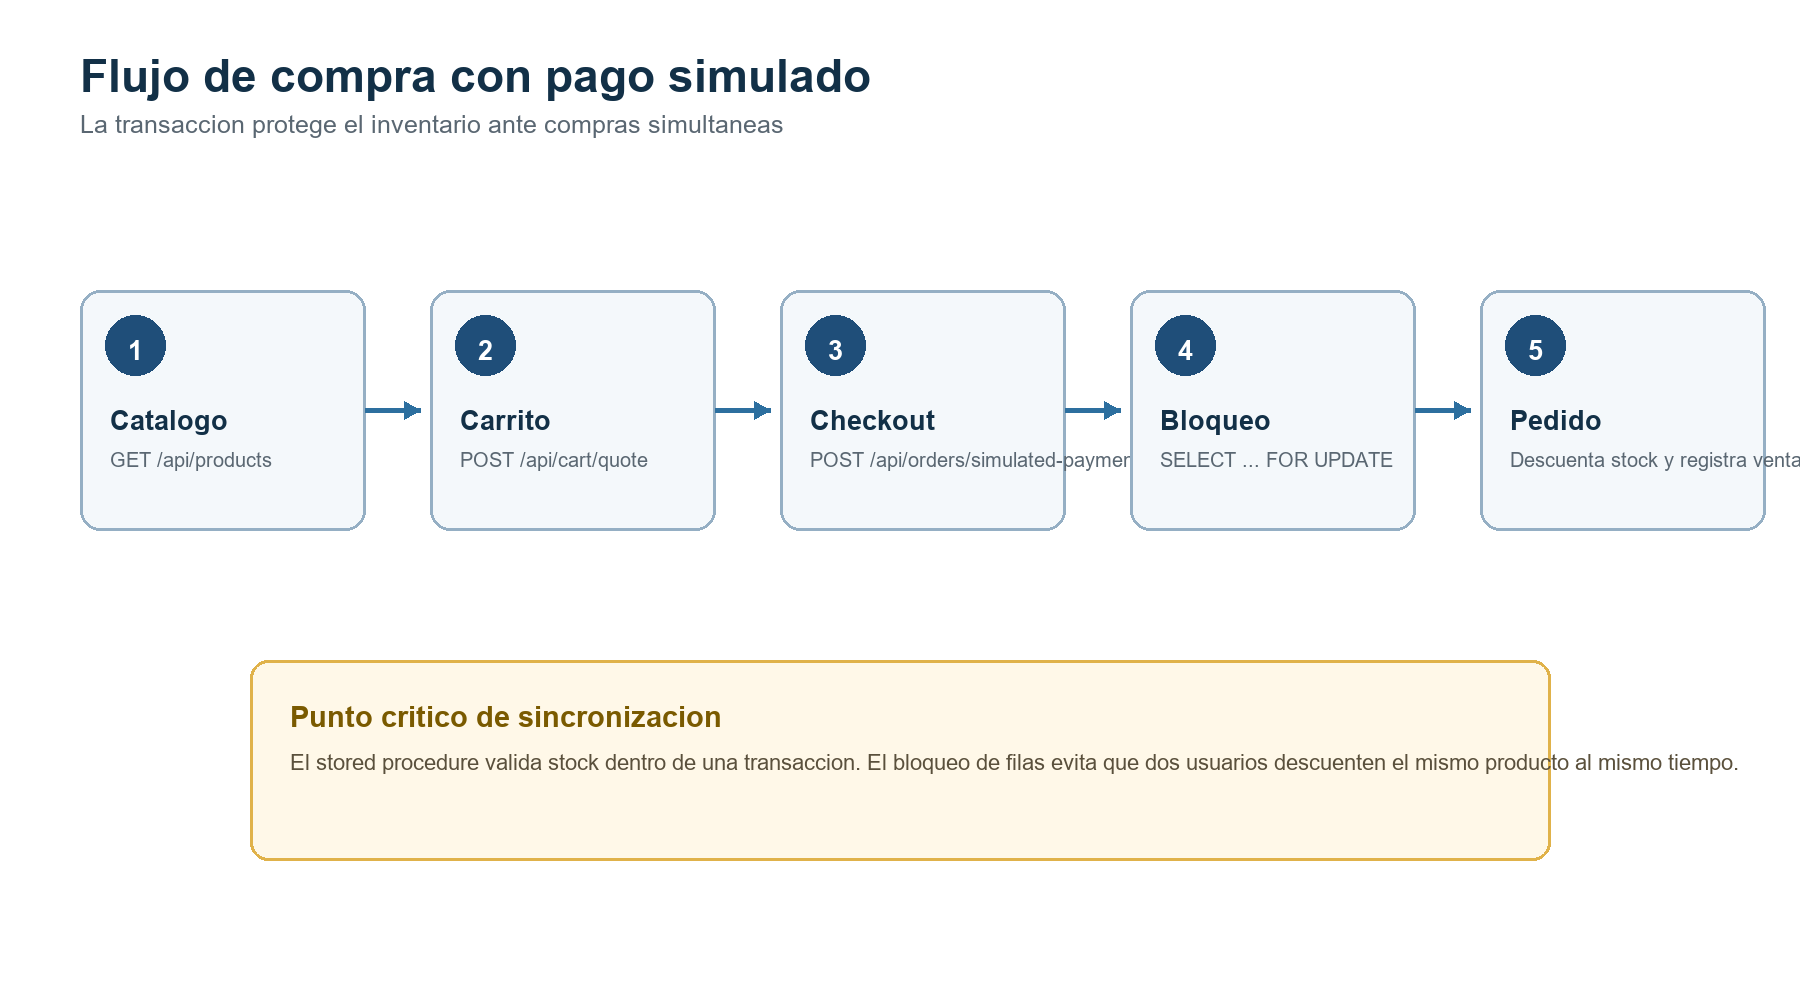 Flujo de compra con pago simulado
La transaccion protege el inventario ante compras simultaneas
1
Catalogo
GET /api/products
2
Carrito
POST /api/cart/quote
3
Checkout
POST /api/orders/simulated-paymen
4
Bloqueo
SELECT ... FOR UPDATE
5
Pedido
Descuenta stock y registra venta
Punto critico de sincronizacion
El stored procedure valida stock dentro de una transaccion. El bloqueo de filas evita que dos usuarios descuenten el mismo producto al mismo tiempo.